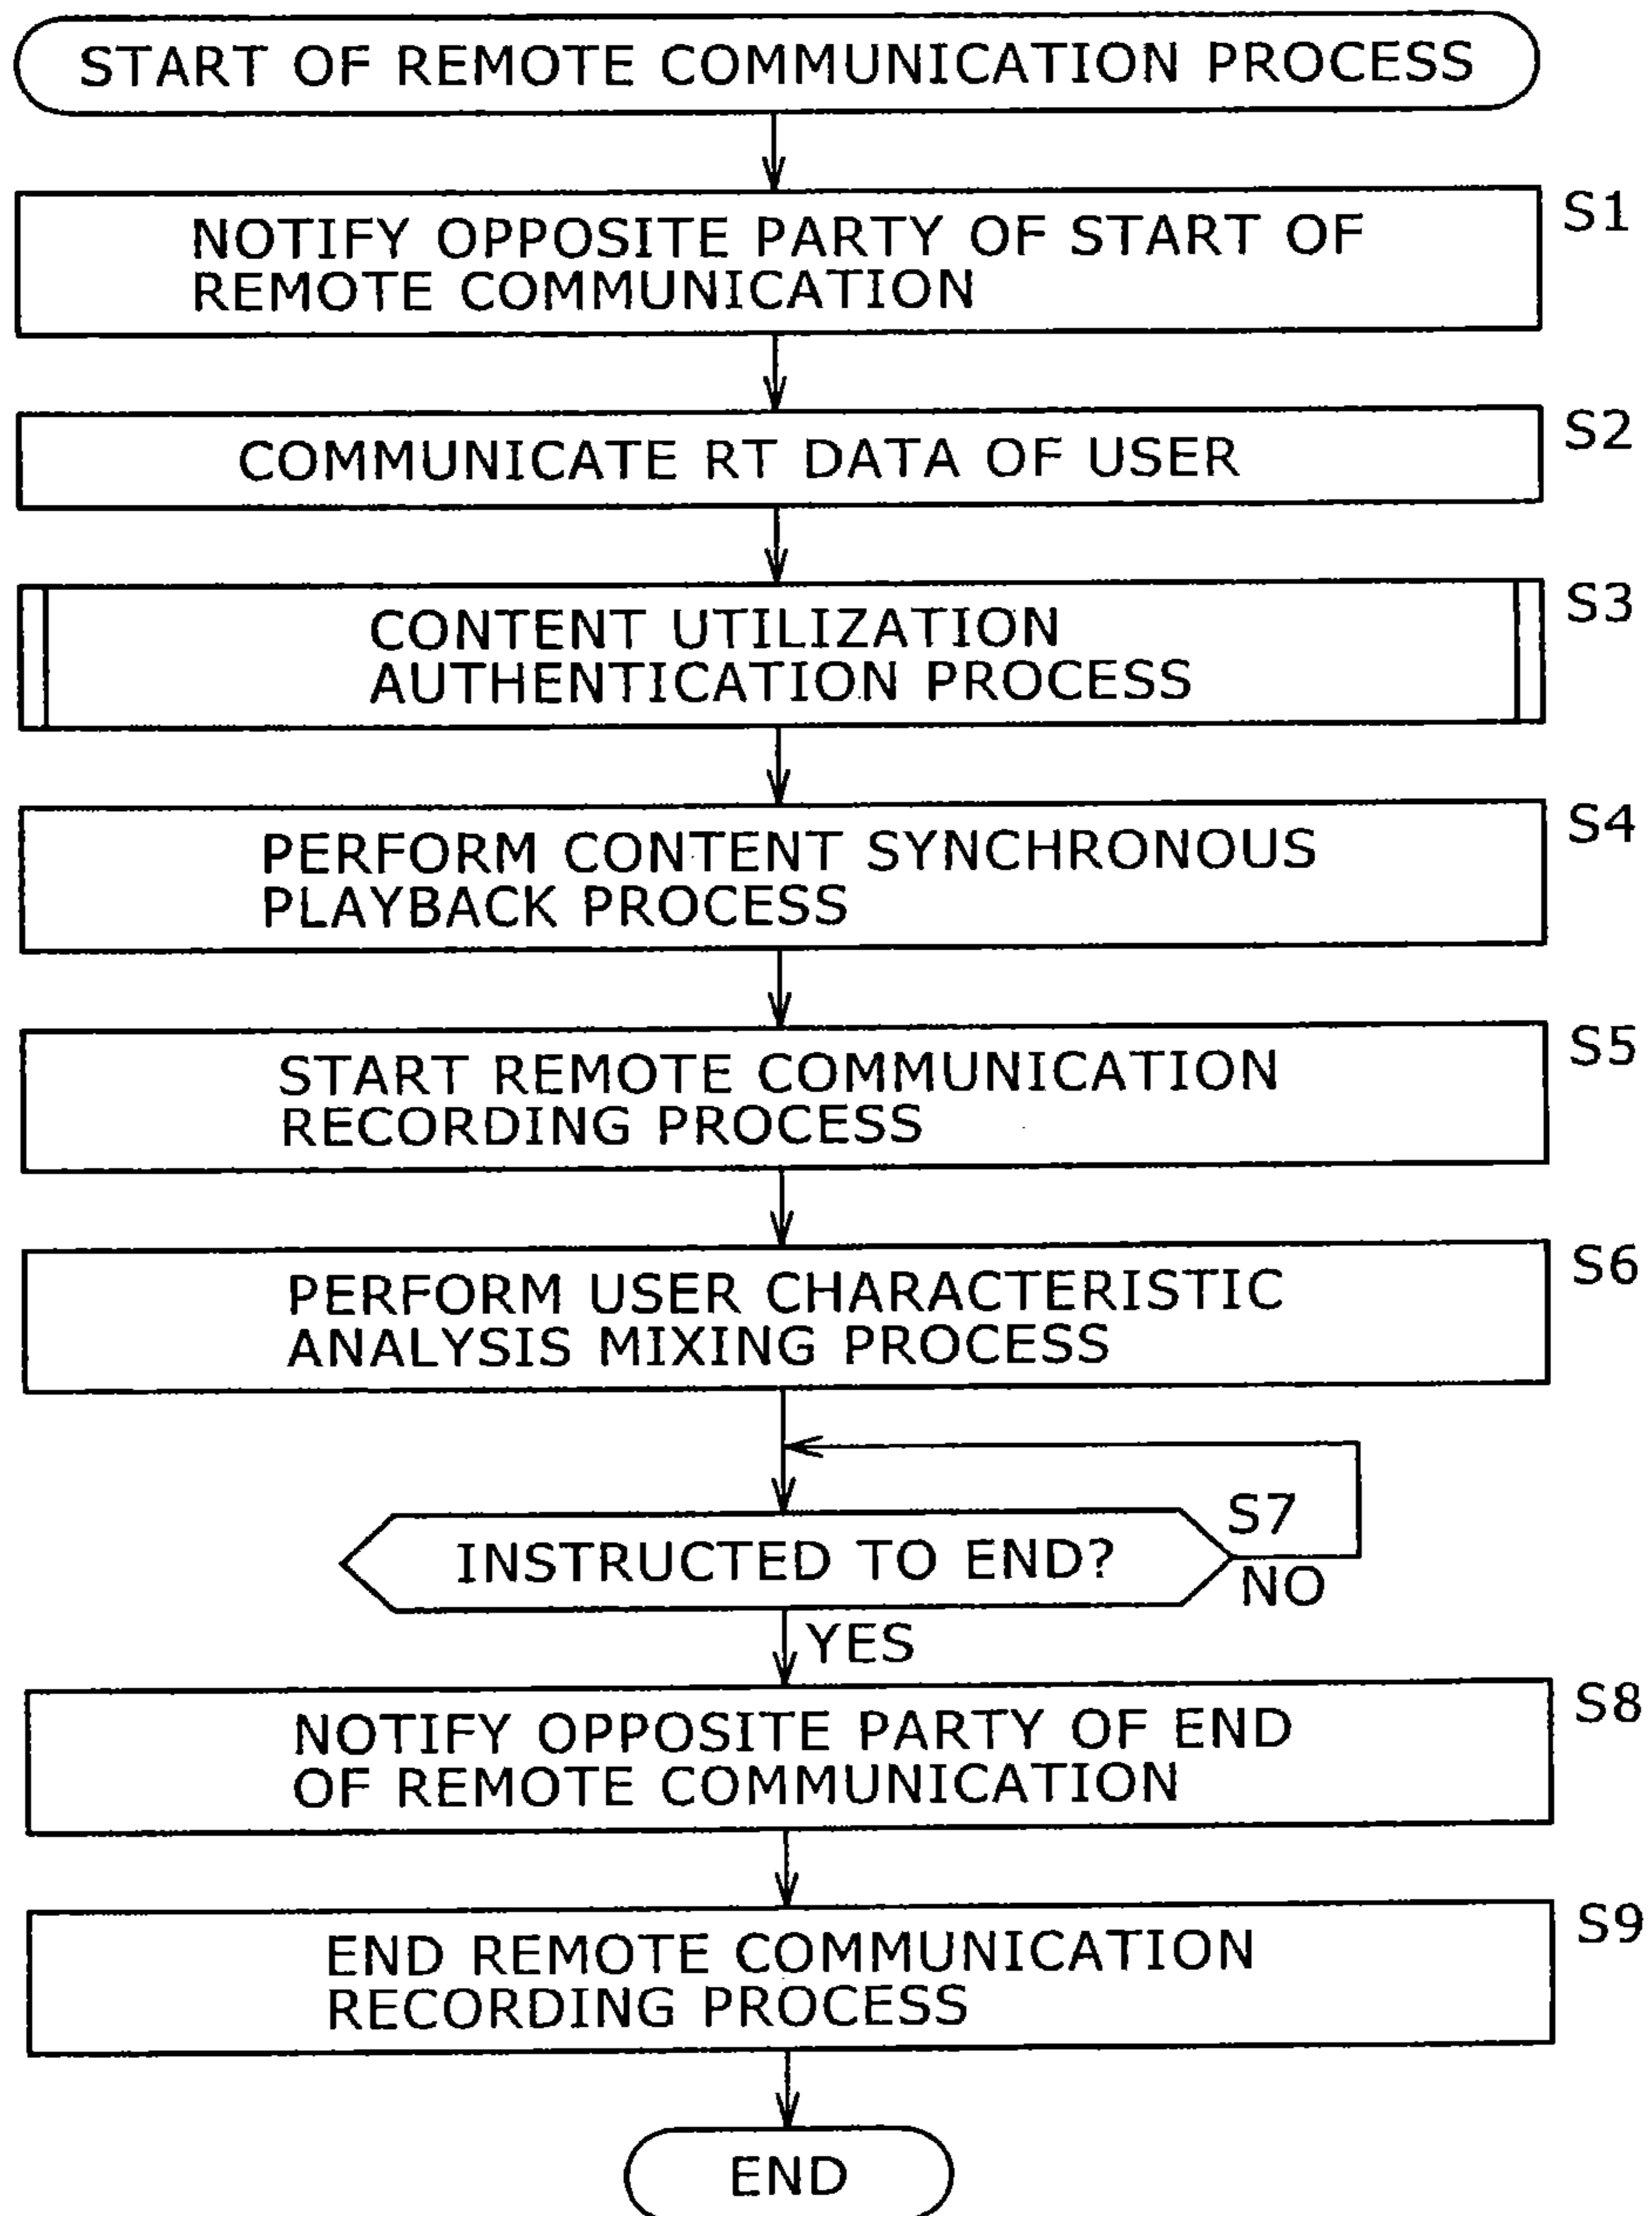 START OF REMOTE COMMUNICATION PROCESS
S1
NOTIFY OPPOSITE PARTY OF START OF
REMOTE COMMUNICATION
S2
COMMUNICATE RT DATA OF USER
S3
CONTENT UTILIZATION
AUTHENTICATION PROCESS
S4
PERFORM CONTENT SYNCHRONOUS
PLAYBACK PROCESS
S5
START REMOTE COMMUNICATION
RECORDING PROCESS
S6
PERFORM USER CHARACTERISTIC
ANALYSIS MIXING PROCESS
S7
INSTRUCTED TO END?
NO
YES
S8
NOTIFY OPPOSITE PARTY OF END
OF REMOTE COMMUNICATION
S9
END REMOTE COMMUNICATION
RECORDING PROCESS
END